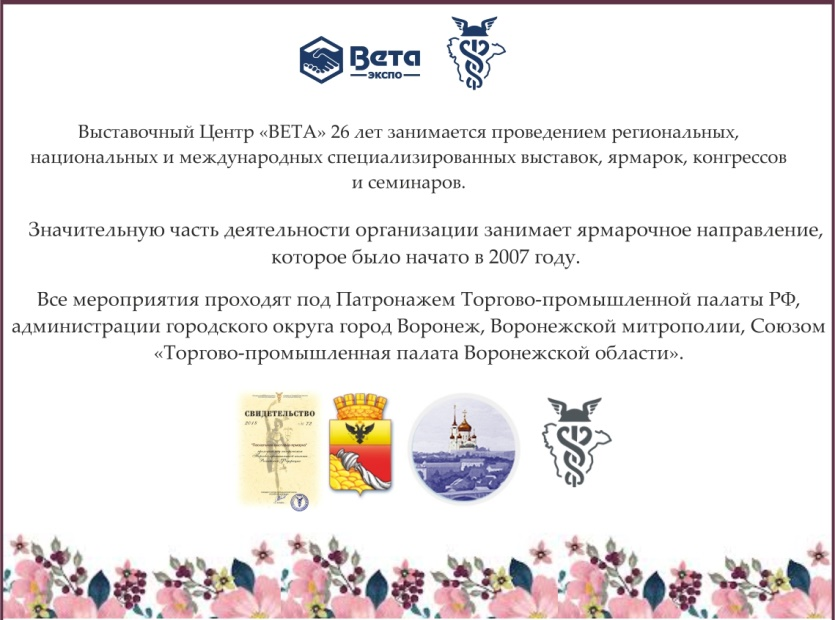 Вета
ЭКСПО
Выставочный Центр «ВЕТА» 26 лет занимается проведением региональных,
национальных и международных специализированных выставок, ярмарок, конгрессов
и семинаров.
Значительную часть деятельности организации занимает ярмарочное направление,
которое было начато в 2007 году.
Все мероприятия проходят под Патронажем Торгово-промышленной палаты РФ,
администрации городского округа город Воронеж, Воронежской митрополии, Союзом
«Торгово-промышленная палата Воронежской области».
СВИДЕТЕЛЬСТВО